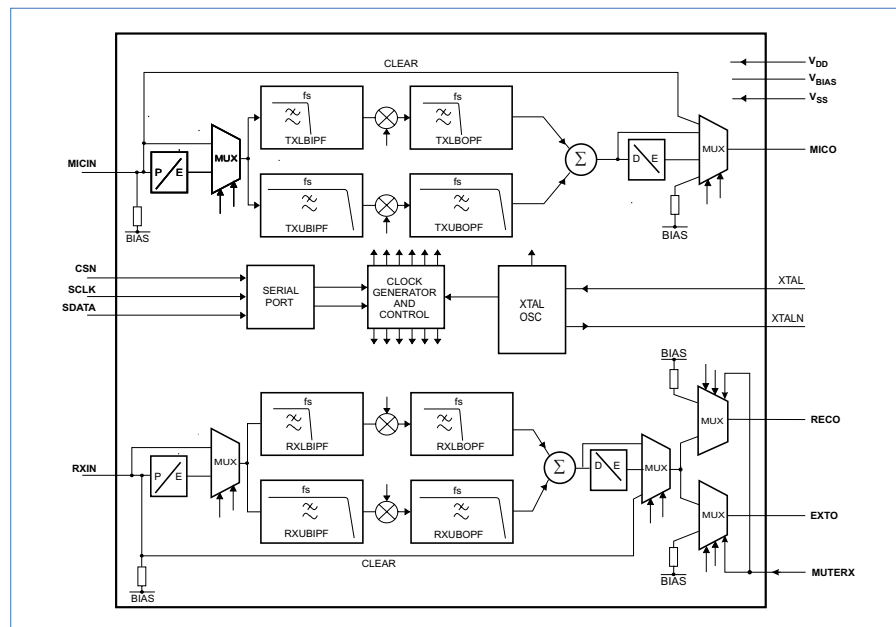 CLEAR
V_DD
V_BIAS
V_SS
fs
TXLBIPF
fs
TXLBOPF
MICIN
P E
MUX
Σ
D E
MUX
MICO
fs
TXUBIPF
fs
TXUBOPF
BIAS
BIAS
CSN
SCLK
SDATA
SERIAL
PORT
CLOCK
GENERATOR
AND
CONTROL
XTAL
OSC
XTAL
XTALN
BIAS
fs
RXLBIPF
fs
RXLBOPF
MUX
RECO
RXIN
P E
MUX
Σ
D E
MUX
fs
RXUBIPF
fs
RXUBOPF
MUX
EXTO
CLEAR
BIAS
BIAS
MUTERX